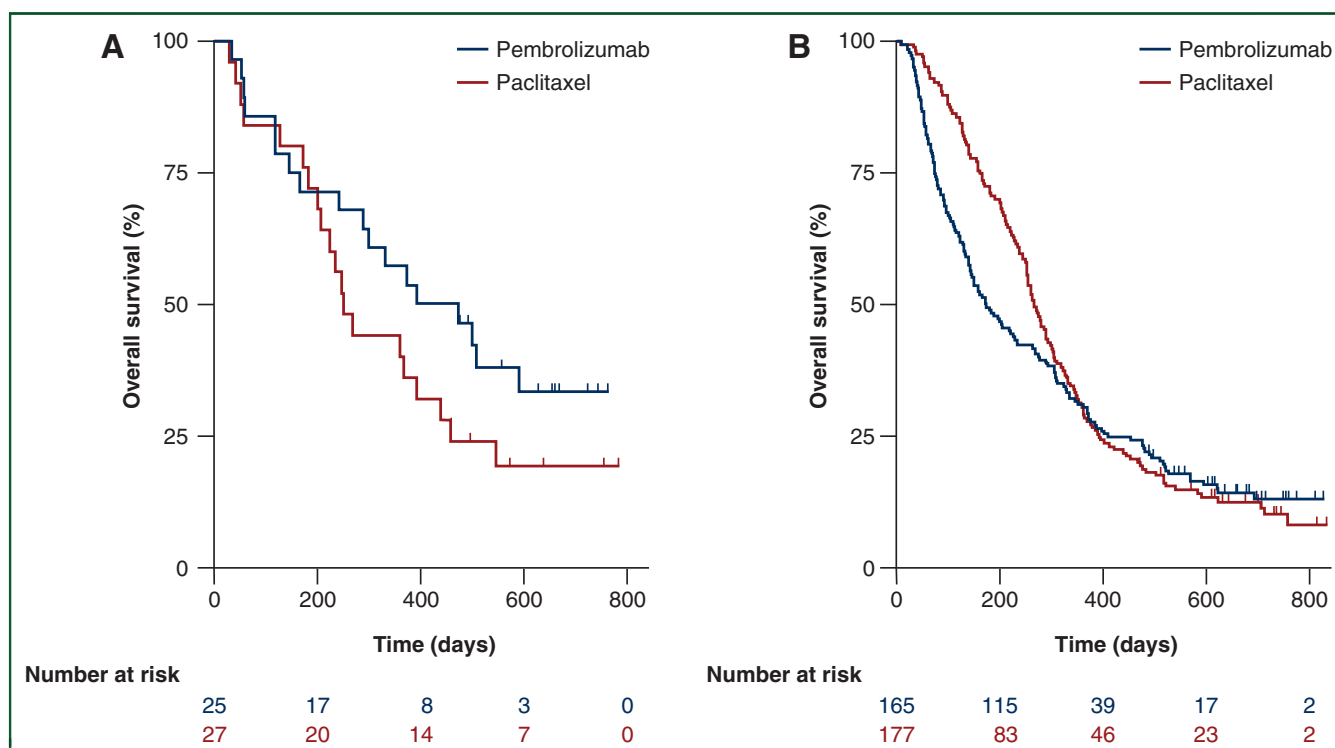 A
Pembrolizumab
Paclitaxel
100
75
50
25
0
Overall survival (%)
0 200 400 600 800
Time (days)
Number at risk
25 17 8 3 0
27 20 14 7 0
B
Pembrolizumab
Paclitaxel
100
75
50
25
0
Overall survival (%)
0 200 400 600 800
Time (days)
Number at risk
165 115 39 17 2
177 83 46 23 2